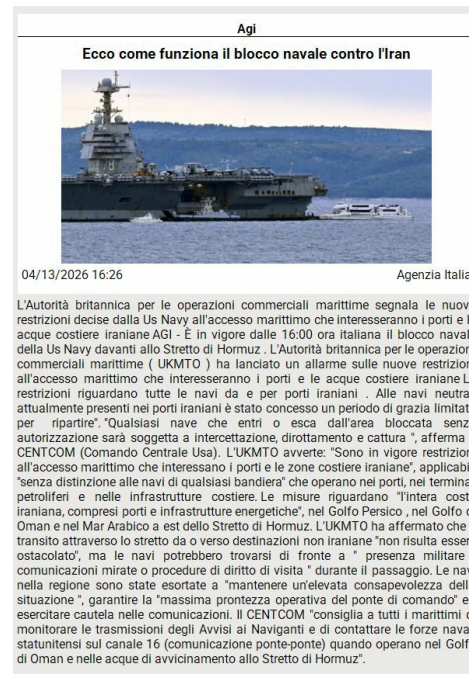 Agi
Ecco come funziona il blocco navale contro l'Iran
04/13/2026 16:26
Agenzia Italia
L'Autorità britannica per le operazioni commerciali marittime segnala le nuov
restrizioni decise dalla Us Navy all'accesso marittimo che interesseranno i porti e l
acque costiere iraniane AGI - È in vigore dalle 16:00 ora italiana il blocco naval
della Us Navy davanti allo Stretto di Hormuz . L'Autorità britannica per le operazion
commerciali marittime ( UKMTO ) ha lanciato un allarme sulle nuove restrizion
all'accesso marittimo che interesseranno i porti e le acque costiere iraniane L
restrizioni riguardano tutte le navi da e per porti iraniani . Alle navi neutra
attualmente presenti nei porti iraniani è stato concesso un periodo di grazia limitat
per ripartire". "Qualsiasi nave che entri o esca dall'area bloccata senz
autorizzazione sarà soggetta a intercettazione, dirottamento e cattura ", afferma
CENTCOM (Comando Centrale Usa). L'UKMTO avverte: "Sono in vigore restrizion
all'accesso marittimo che interessano i porti e le zone costiere iraniane", applicabi
"senza distinzione alle navi di qualsiasi bandiera" che operano nei porti, nei termina
petroliferi e nelle infrastrutture costiere. Le misure riguardano "l'intera cost
iraniana, compresi porti e infrastrutture energetiche", nel Golfo Persico , nel Golfo d
Oman e nel Mar Arabico a est dello Stretto di Hormuz. L'UKMTO ha affermato che
transito attraverso lo stretto da o verso destinazioni non iraniane "non risulta esser
ostacolato", ma le navi potrebbero trovarsi di fronte a " presenza militare
comunicazioni mirate o procedure di diritto di visita " durante il passaggio. Le nav
nella regione sono state esortate a "mantenere un'elevata consapevolezza dell
situazione ", garantire la "massima prontezza operativa del ponte di comando" e
esercitare cautela nelle comunicazioni. Il CENTCOM "consiglia a tutti i marittimi d
monitorare le trasmissioni degli Avvisi ai Naviganti e di contattare le forze nava
statunitensi sul canale 16 (comunicazione ponte-ponte) quando operano nel Golf
di Oman e nelle acque di avvicinamento allo Stretto di Hormuz".